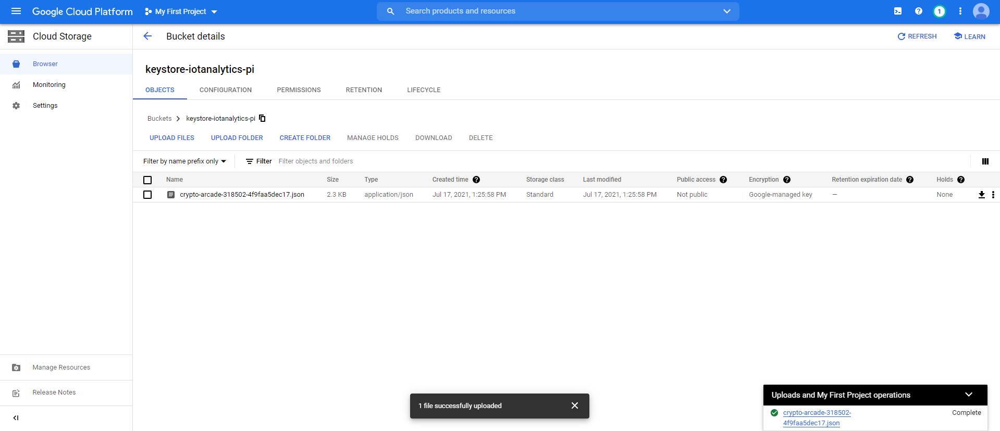 Google Cloud Platform
My First Project
Search products and resources
1
Cloud Storage
Bucket details
REFRESH
LEARN
Browser
Monitoring
Settings
keystore-iotanalytics-pi
OBJECTS CONFIGURATION PERMISSIONS RETENTION LIFECYCLE
Buckets keystore-iotanalytics-pi
UPLOAD FILES UPLOAD FOLDER CREATE FOLDER MANAGE HOLDS DOWNLOAD DELETE
Filter by name prefix only Filter Filter objects and folders
Name Size Type Created time Storage class Last modified Public access Encryption Retention expiration date Holds
crypto-arcade-318502-4f9faa5dec17.json 2.3 KB application/json Jul 17, 2021, 1:25:58 PM Standard Jul 17, 2021, 1:25:58 PM Not public Google-managed key — None
Manage Resources
Release Notes
1 file successfully uploaded
Uploads and My First Project operations
crypto-arcade-318502-
4f9faa5dec17.json
Complete